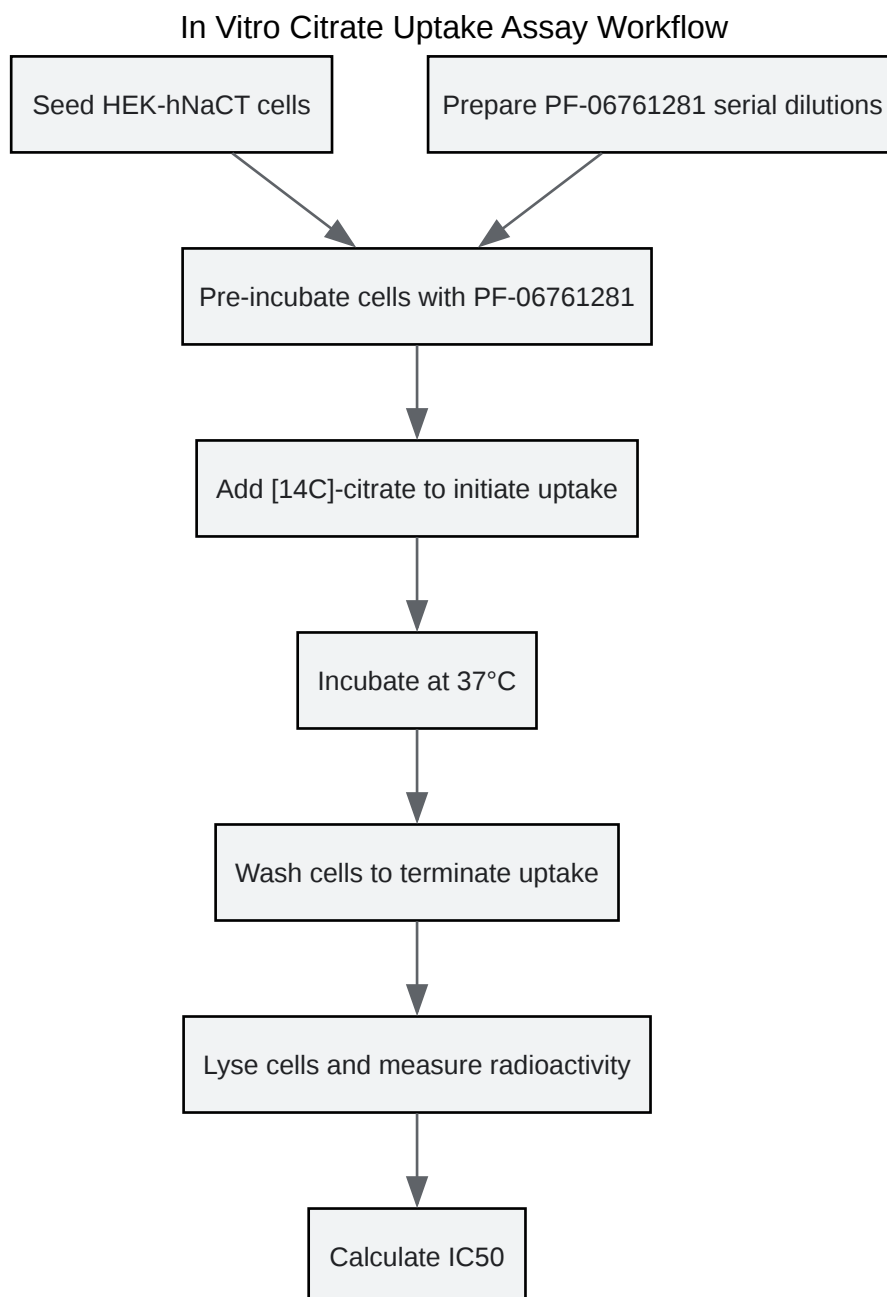 In Vitro Citrate Uptake Assay Workflow
Seed HEK-hNaCT cells
Prepare PF-06761281 serial dilutions
Pre-incubate cells with PF-06761281
Add [14C]-citrate to initiate uptake
Incubate at 37°C
Wash cells to terminate uptake
Lyse cells and measure radioactivity
Calculate IC50